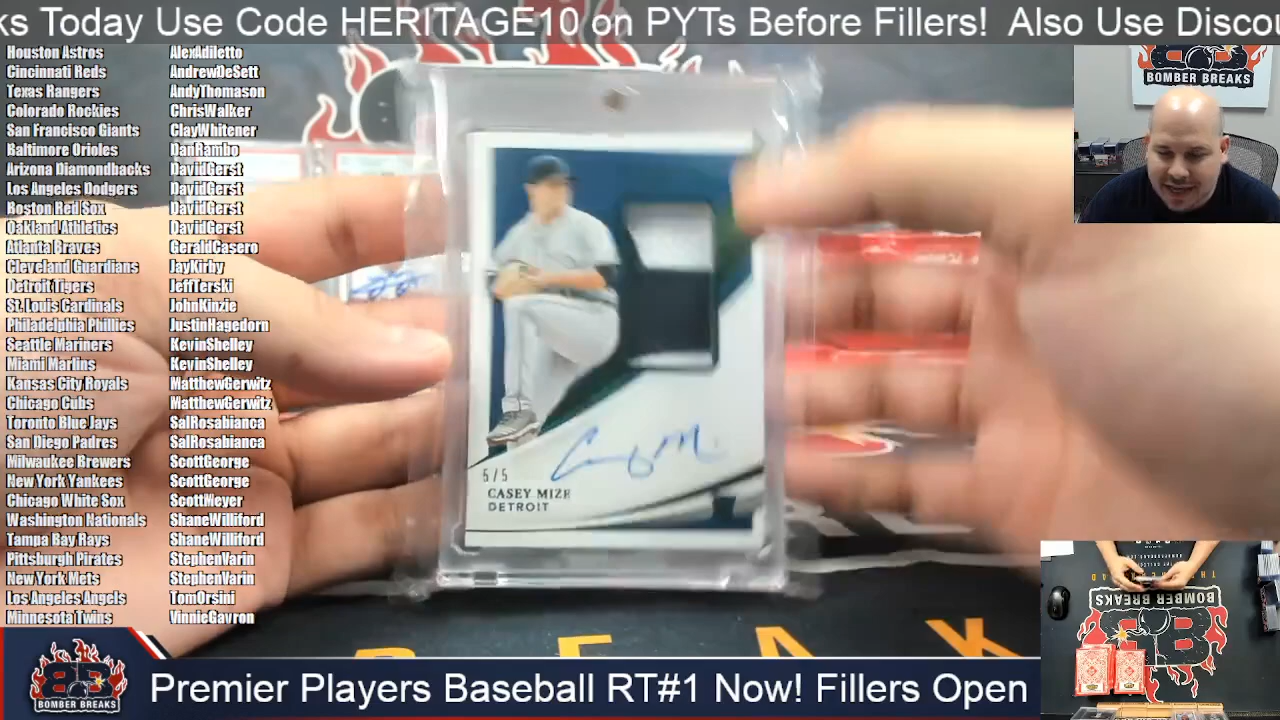 ks Today Use Code HERITAGE10 on PYTs Before Fillers! Also Use Discou
Houston Astros AlexAdiletto
Cincinnati Reds AndrewDeSett
Texas Rangers AndyThomason
Colorado Rockies ChrisWalker
San Francisco Giants ClayWhitener
Baltimore Orioles DanRambo
Arizona Diamondbacks DavidGerst
Los Angeles Dodgers DavidGerst
Boston Red Sox DavidGerst
Oakland Athletics DavidGerst
Atlanta Braves GeraldCasero
Cleveland Guardians JayKirby
Detroit Tigers JeffTerski
St. Louis Cardinals JohnKinzie
Philadelphia Phillies JustinHagedorn
Seattle Mariners KevinShelley
Miami Marlins KevinShelley
Kansas City Royals MatthewGerwitz
Chicago Cubs MatthewGerwitz
Toronto Blue Jays SalRosabianca
San Diego Padres SalRosabianca
Milwaukee Brewers ScottGeorge
New York Yankees ScottGeorge
Chicago White Sox ScottMeyer
Washington Nationals ShaneWilliford
Tampa Bay Rays ShaneWilliford
Pittsburgh Pirates StephenVarin
New York Mets StephenVarin
Los Angeles Angels TomOrsini
Minnesota Twins VinnieGavron
BOMBER BREAKS
5/5
CASEY MIZE
DETROIT
BOMBER BREAKS
B E A K
BOMBER BREAKS
Premier Players Baseball RT#1 Now! Fillers Open